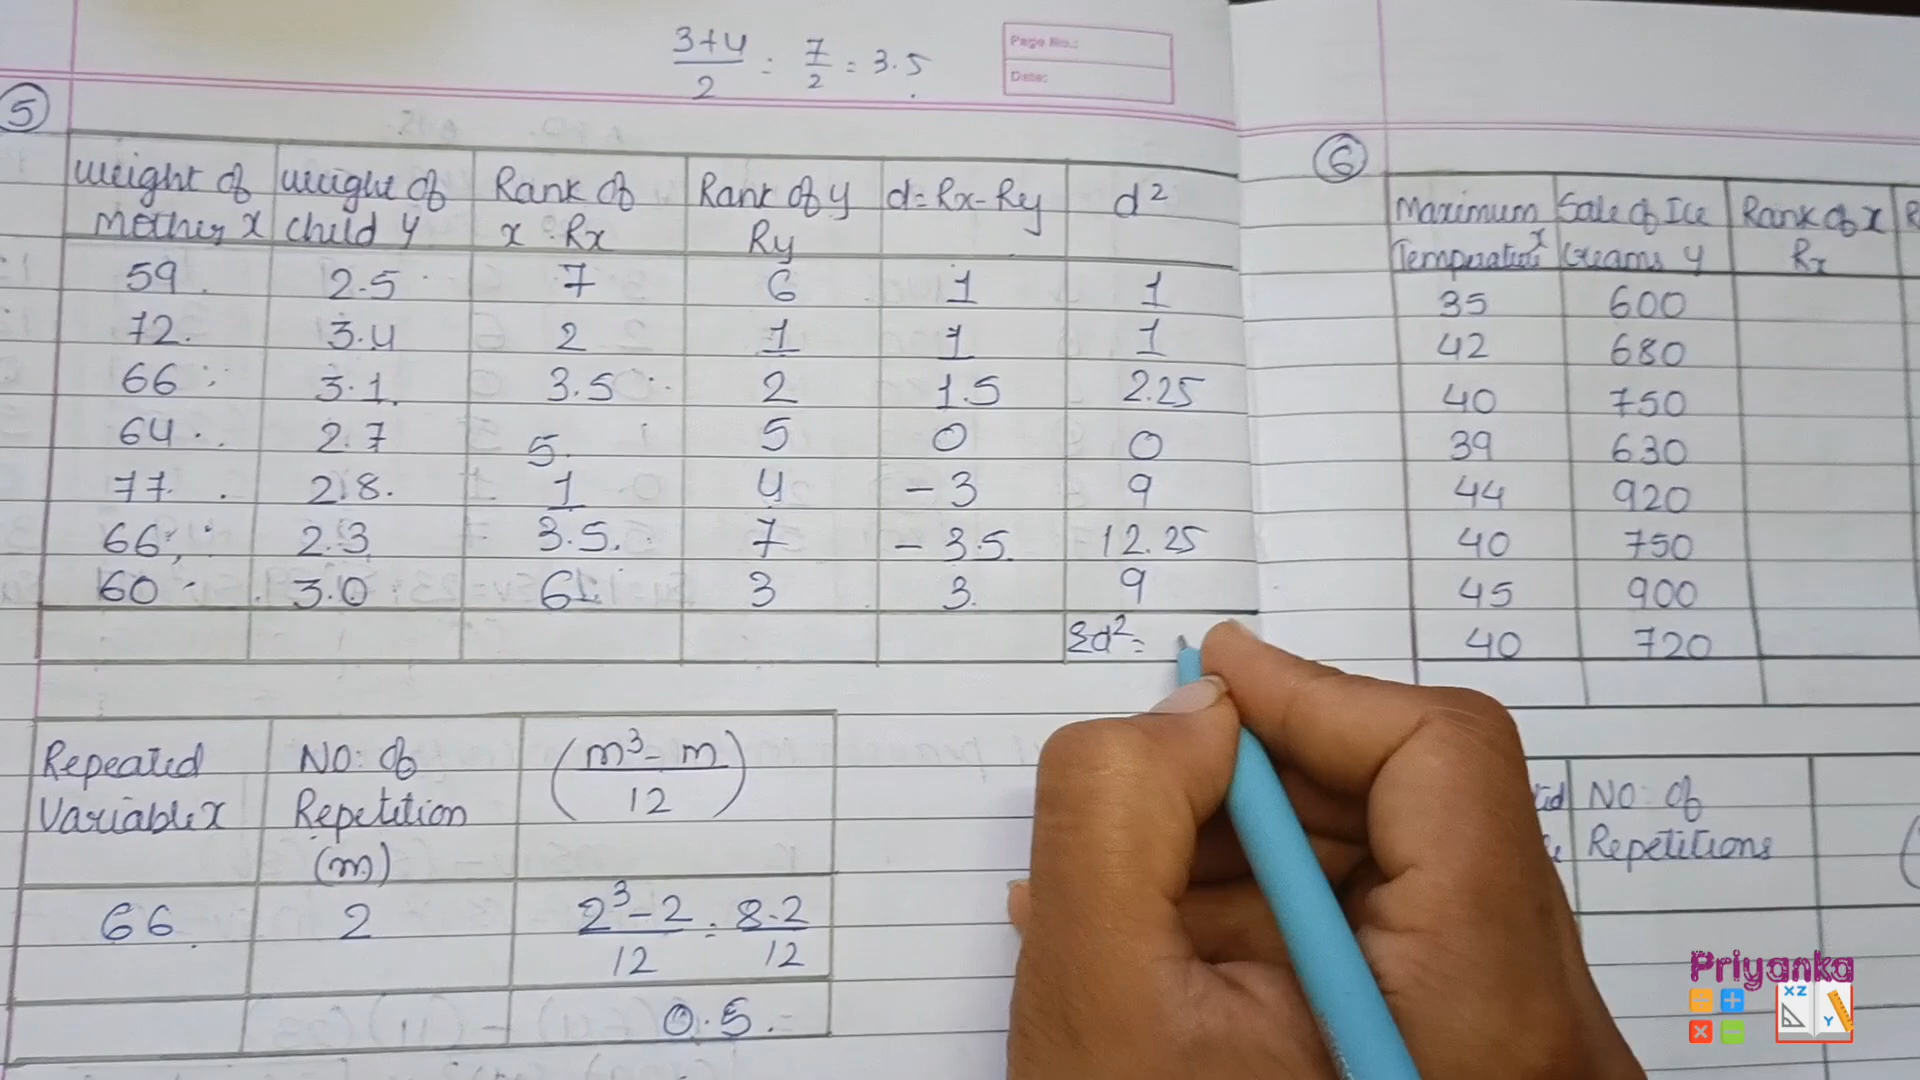 3+4
2
=
7
2
= 3.5
Page No.:
Date:
5
Weight of Mother x
Weight of Child y
Rank of x Rx
Rank of y Ry
d=Rx-Ry
d²
59 2.5 7 6 1 1
72 3.4 2 1 1 1
66 3.1 3.5 2 1.5 2.25
64 2.7 5 5 0 0
77 2.8 1 4 -3 9
66 2.3 3.5 7 -3.5 12.25
60 3.0 6 3 3 9
Σd²=
Repeated Variable x
No: of Repetition (m)
(m³-m)
12
66 2
2³-2
12
=
8-2
12
0.5
6
Maximum Temperature x
Sale of Ice Creams y
Rank of x Rx
35 600
42 680
40 750
39 630
44 920
40 750
45 900
40 720
No: of Repetitions
Priyanka
XZ
Y